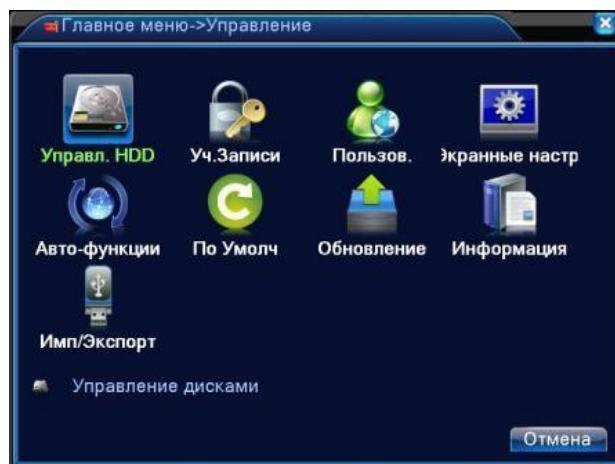 Главное меню->Управление
Управл. HDD Уч.Записи Пользов. Экранные настр
Авто-функции По Умолч Обновление Информация
Имп/Экспорт
Управление дисками
Отмена